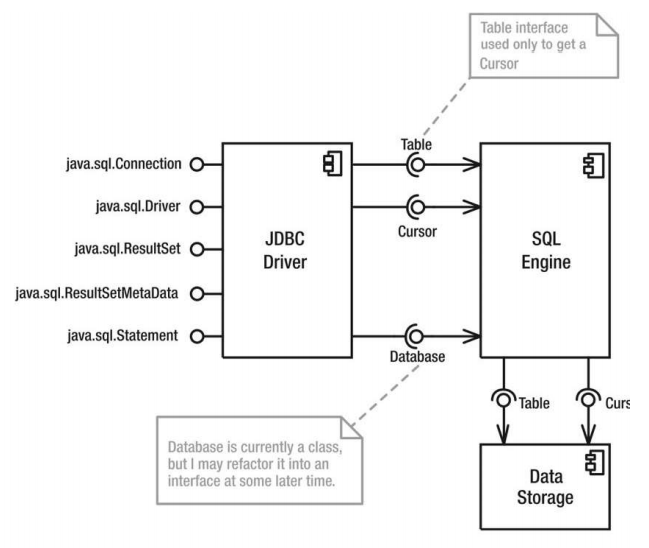 Table interface
used only to get a
Cursor
Table
java.sql.Connection
java.sql.Driver
Cursor
java.sql.ResultSet
JDBC
Driver
SQL
Engine
java.sql.ResultSetMetaData
java.sql.Statement
Database
Table
Curs
Database is currently a class,
but I may refactor it into an
interface at some later time.
Data
Storage